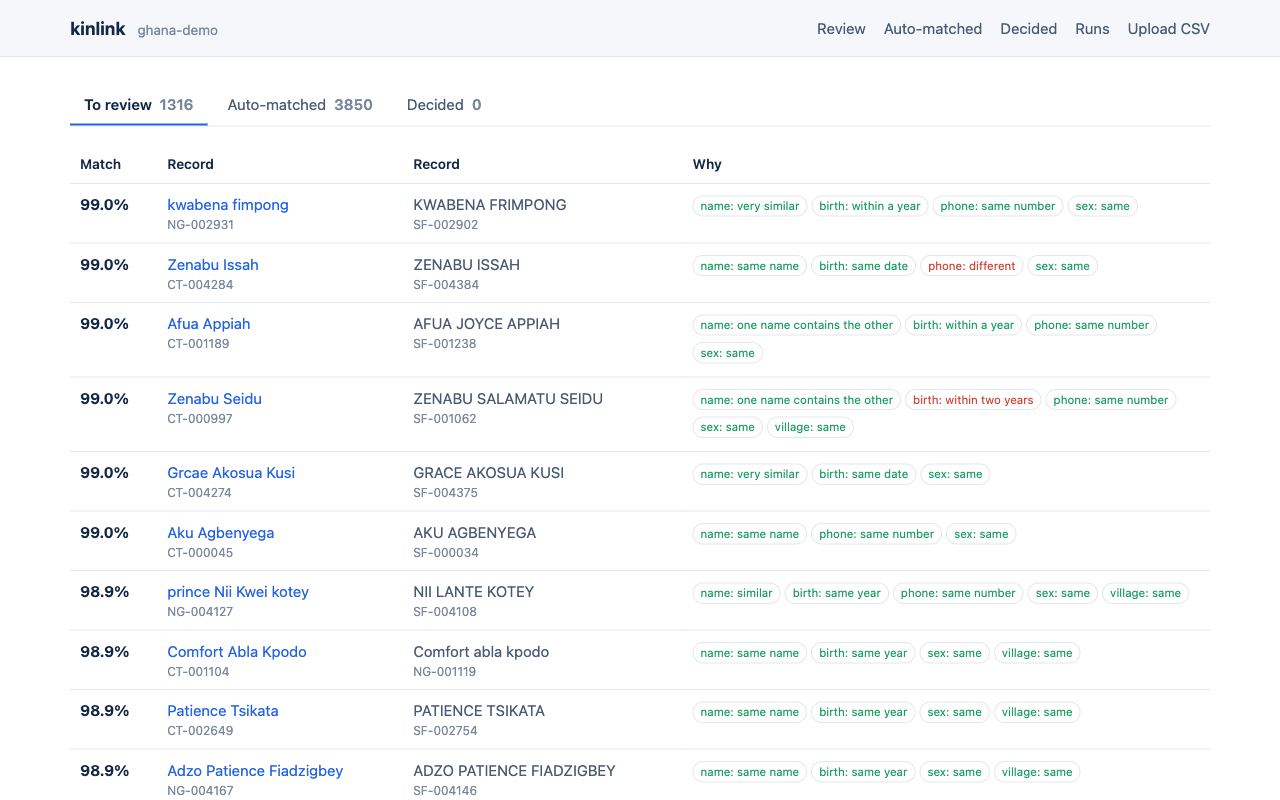 kinlink ghana-demo Review Auto-matched Decided Runs Upload CSV
To review 1316 Auto-matched 3850 Decided 0
Match Record Record Why
99.0% kwabena fimpong KWABENA FRIMPONG name: very similar birth: within a year phone: same number sex: same
NG-002931 SF-002902
99.0% Zenabu Issah ZENABU ISSAH name: same name birth: same date phone: different sex: same
CT-004284 SF-004384
99.0% Afua Appiah AFUA JOYCE APPIAH name: one name contains the other birth: within a year phone: same number
CT-001189 SF-001238 sex: same
99.0% Zenabu Seidu ZENABU SALAMATU SEIDU name: one name contains the other birth: within two years phone: same number
CT-000997 SF-001062 sex: same village: same
99.0% Grcae Akosua Kusi GRACE AKOSUA KUSI name: very similar birth: same date sex: same
CT-004274 SF-004375
99.0% Aku Agbenyega AKU AGBENYEGA name: same name phone: same number sex: same
CT-000045 SF-000034
98.9% prince Nii Kwei kotey NII LANTE KOTEY name: similar birth: same year phone: same number sex: same village: same
NG-004127 SF-004108
98.9% Comfort Abla Kpodo Comfort abla kpodo name: same name birth: same year sex: same village: same
CT-001104 NG-001119
98.9% Patience Tsikata PATIENCE TSIKATA name: same name birth: same year sex: same village: same
CT-002649 SF-002754
98.9% Adzo Patience Fiadzigbey ADZO PATIENCE FIADZIGBEY name: same name birth: same year sex: same village: same
NG-004167 SF-004146